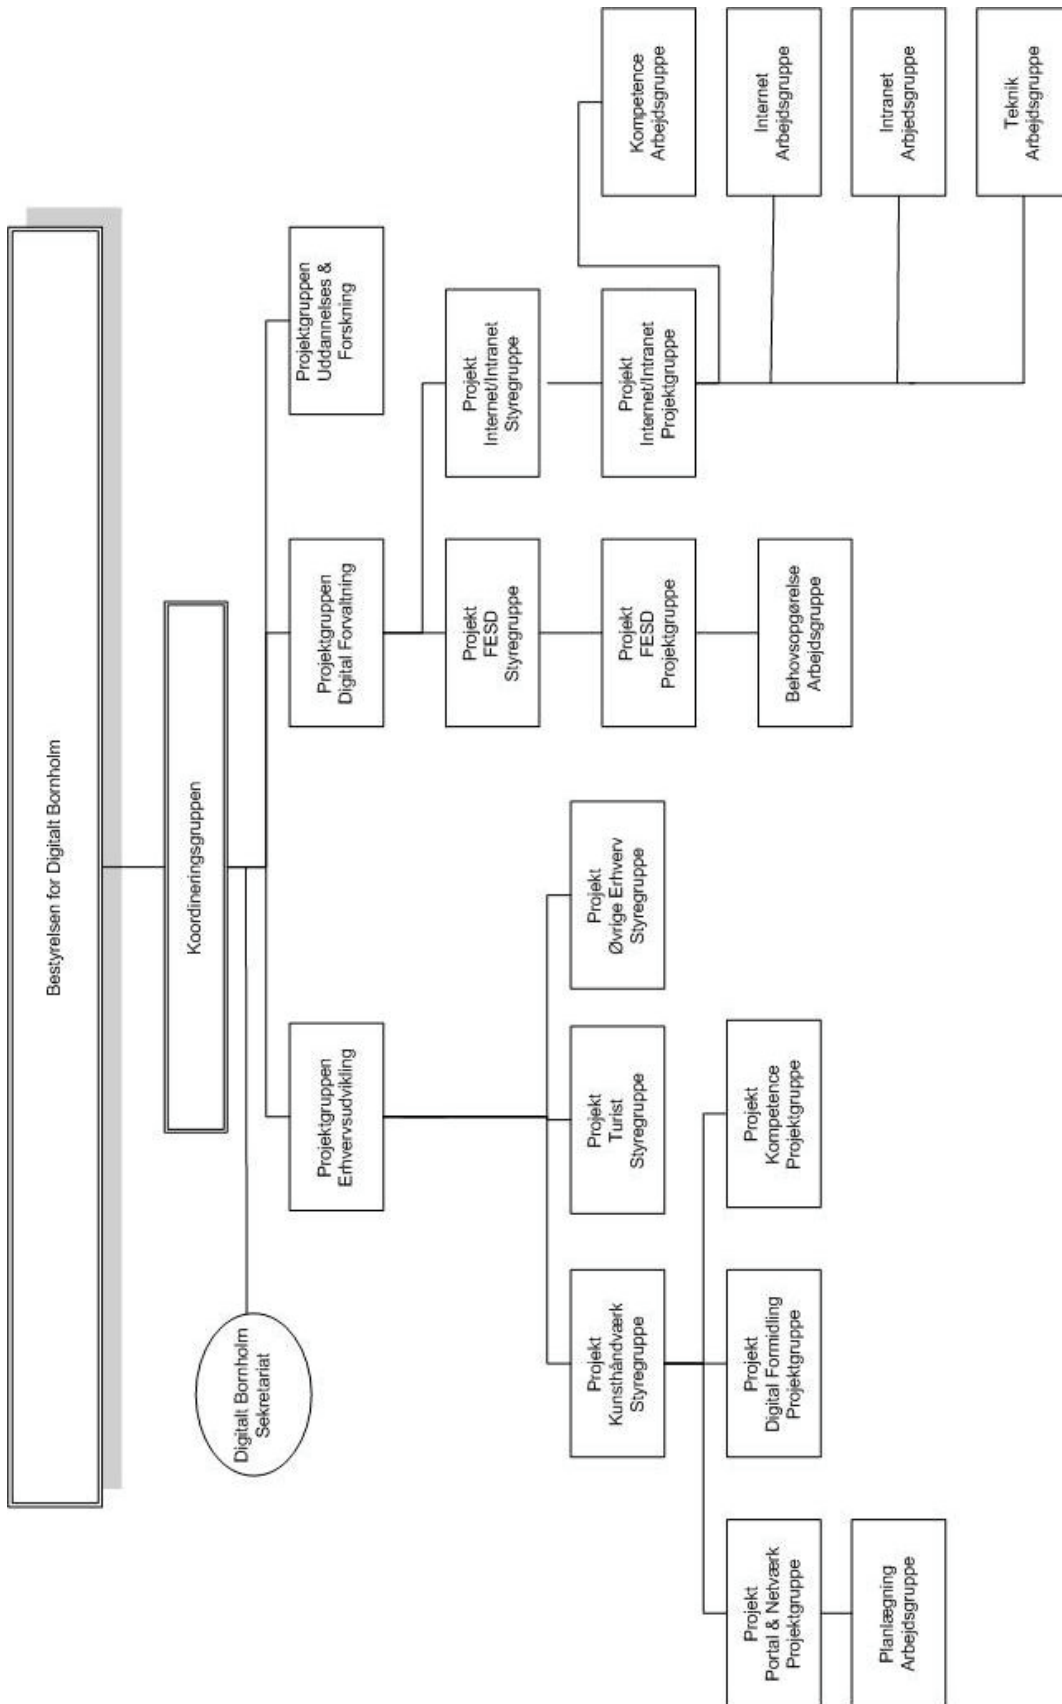 Bestyrelsen for Digitalt Bornholm
Koordineringsgruppen
Digitalt Bornholm
Sekretariat
Projektgruppen
Erhvervsudvikling
Projektgruppen
Digital Forvaltning
Projektgruppen
Uddannelses &
Forskning
Projekt
FESD
Styregruppe
Projekt
Internet/Intranet
Styregruppe
Projekt
Kunsthåndværk
Styregruppe
Projekt
Turist
Styregruppe
Projekt
Øvrige Erhverv
Styregruppe
Projekt
FESD
Projektgruppe
Projekt
Internet/Intranet
Projektgruppe
Kompetence
Arbejdsgruppe
Projekt
Portal & Netværk
Projektgruppe
Projekt
Digital Formidling
Projektgruppe
Projekt
Kompetence
Projektgruppe
Behovsopgørelse
Arbejdsgruppe
Internet
Arbejdsgruppe
Planlægning
Arbejdsgruppe
Intranet
Arbjedsgruppe
Teknik
Arbejdsgruppe